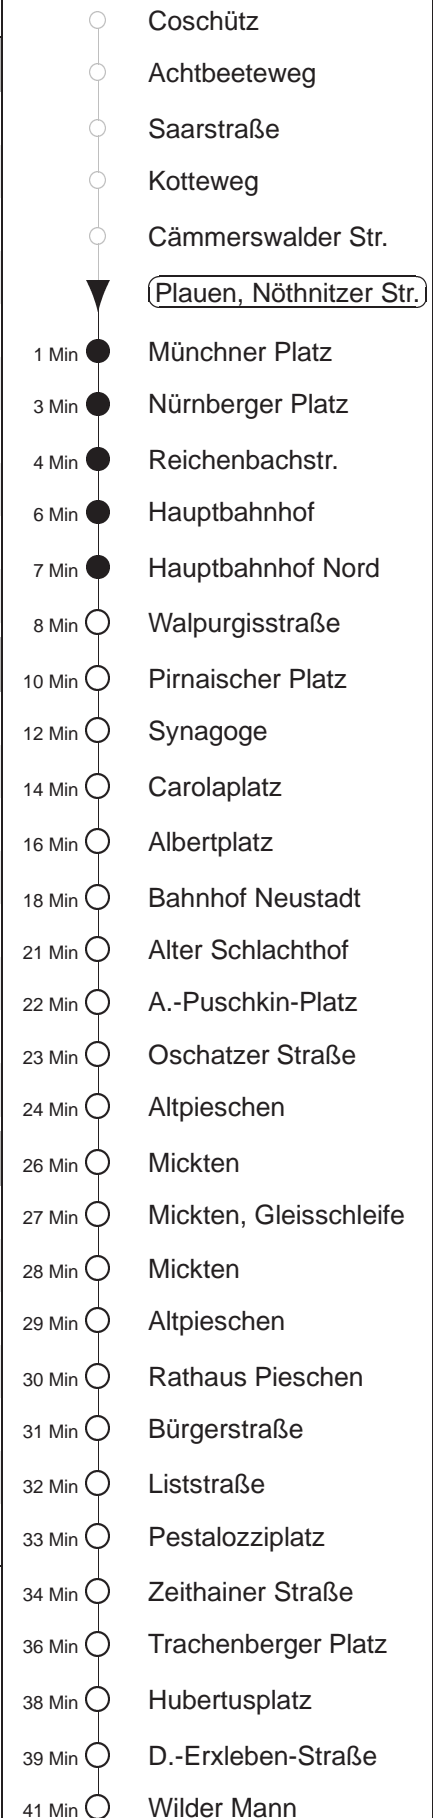 Coschütz
Achtbeeteweg
Saarstraße
Kotteweg
Cämmerswalder Str.
Plauen, Nöthnitzer Str.
1 Min Münchner Platz
3 Min Nürnberger Platz
4 Min Reichenbachstr.
6 Min Hauptbahnhof
7 Min Hauptbahnhof Nord
8 Min Walpurgisstraße
10 Min Pirnaischer Platz
12 Min Synagoge
14 Min Carolaplatz
16 Min Albertplatz
18 Min Bahnhof Neustadt
21 Min Alter Schlachthof
22 Min A.-Puschkin-Platz
23 Min Oschatzer Straße
24 Min Altpieschen
26 Min Mickten
27 Min Mickten, Gleisschleife
28 Min Mickten
29 Min Altpieschen
30 Min Rathaus Pieschen
31 Min Bürgerstraße
32 Min Liststraße
33 Min Pestalozziplatz
34 Min Zeithainer Straße
36 Min Trachenberger Platz
38 Min Hubertusplatz
39 Min D.-Erxleben-Straße
41 Min Wilder Mann